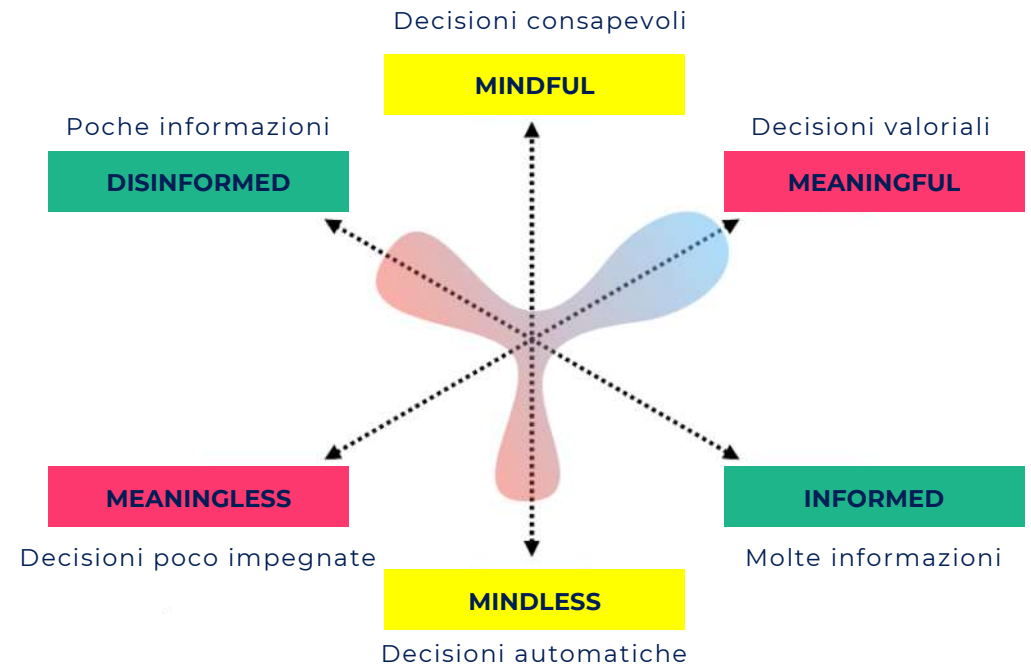 Decisioni consapevoli
MINDFUL
Poche informazioni
DISINFORMED
Decisioni valoriali
MEANINGFUL
MEANINGLESS
Decisioni poco impegnate
INFORMED
Molte informazioni
MINDLESS
Decisioni automatiche